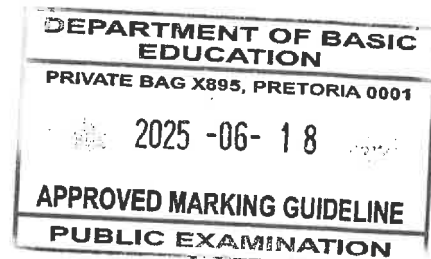 DEPARTMENT OF BASIC
EDUCATION
PRIVATE BAG X895, PRETORIA 0001
2025 -06- 18
APPROVED MARKING GUIDELINE
PUBLIC EXAMINATION